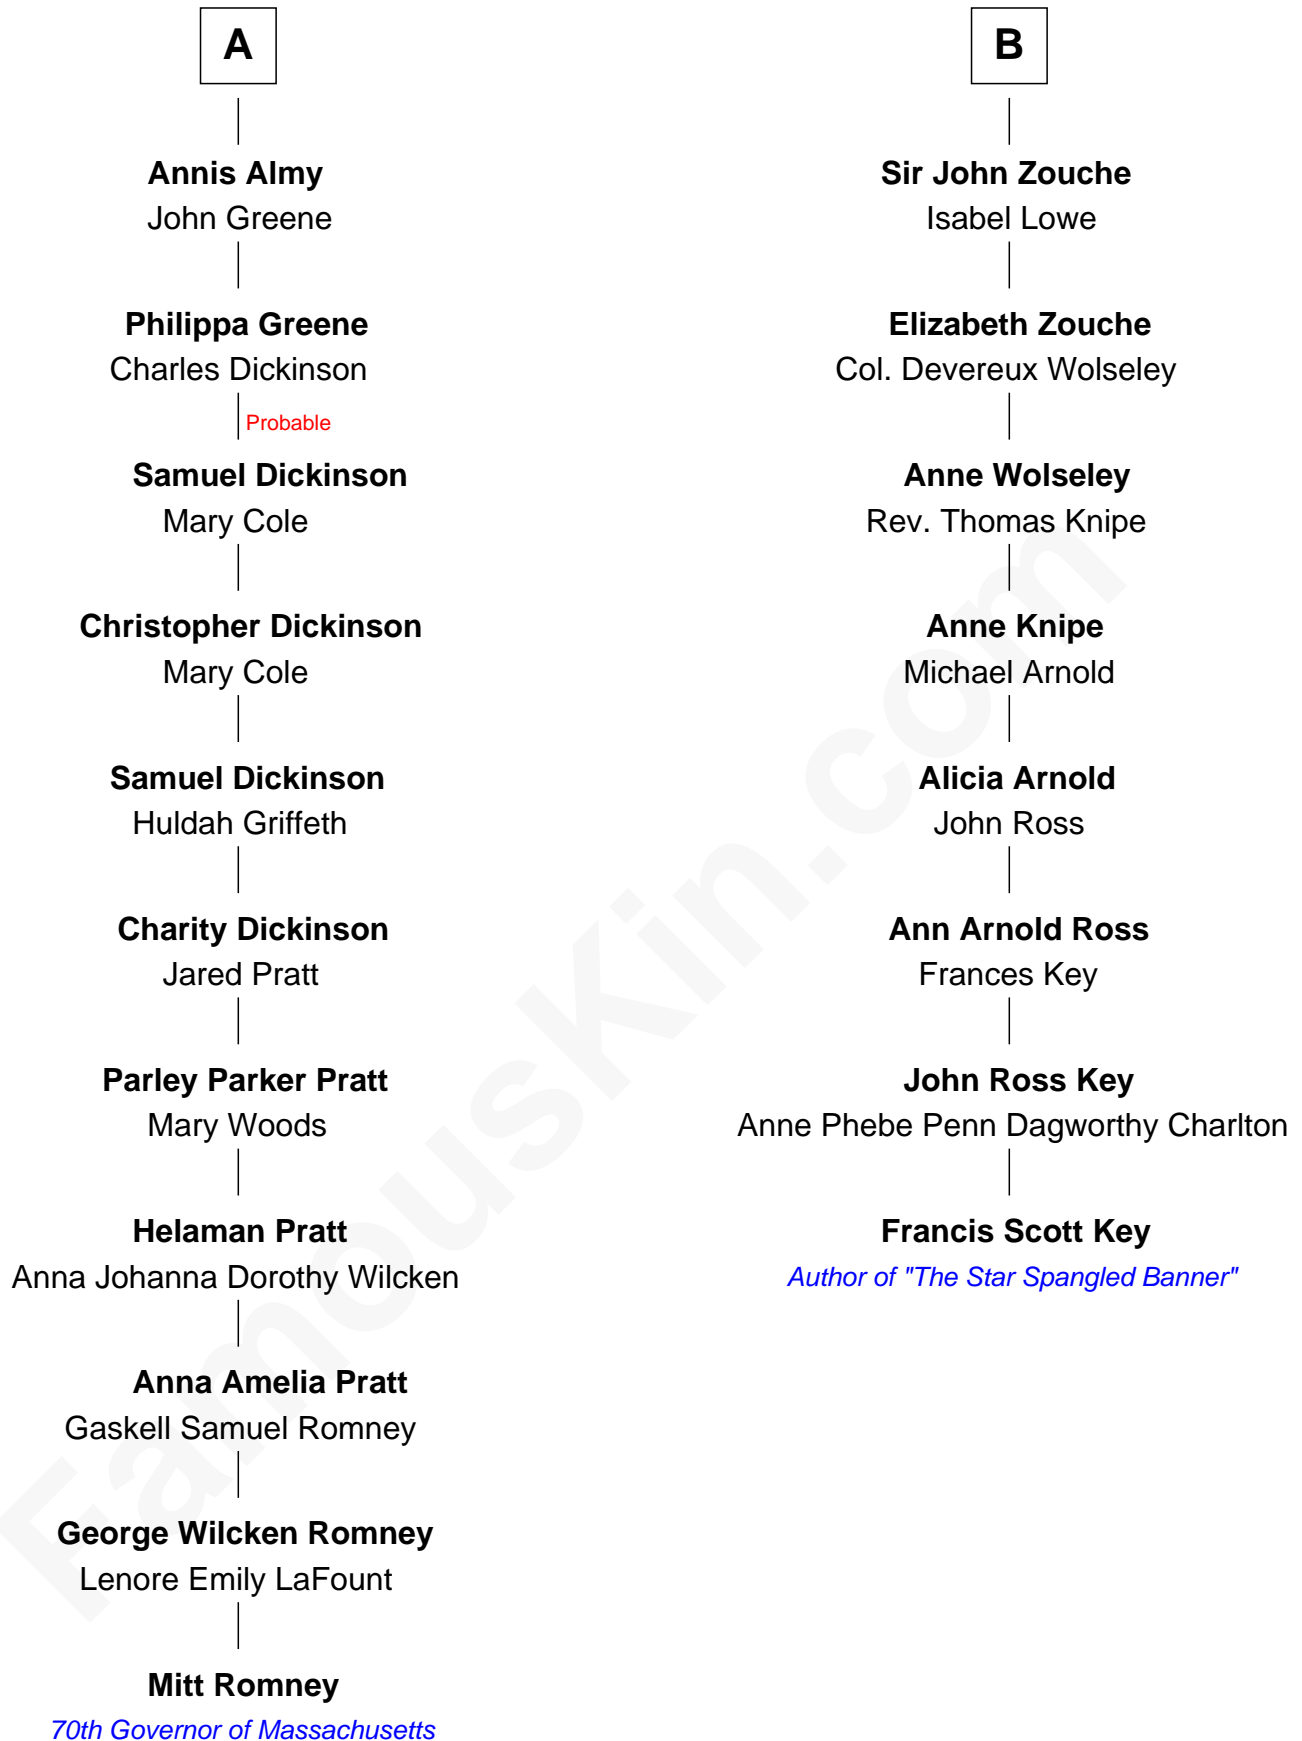 A
Annis Almy
John Greene
Philippa Greene
Charles Dickinson
Probable
Samuel Dickinson
Mary Cole
Christopher Dickinson
Mary Cole
Samuel Dickinson
Huldah Griffeth
Charity Dickinson
Jared Pratt
Parley Parker Pratt
Mary Woods
Helaman Pratt
Anna Johanna Dorothy Wilcken
Anna Amelia Pratt
Gaskell Samuel Romney
George Wilcken Romney
Lenore Emily LaFount
Mitt Romney
70th Governor of Massachusetts
B
Sir John Zouche
Isabel Lowe
Elizabeth Zouche
Col. Devereux Wolseley
Anne Wolseley
Rev. Thomas Knipe
Anne Knipe
Michael Arnold
Alicia Arnold
John Ross
Ann Arnold Ross
Frances Key
John Ross Key
Anne Phebe Penn Dagworthy Charlton
Francis Scott Key
Author of "The Star Spangled Banner"
FamousKin.com